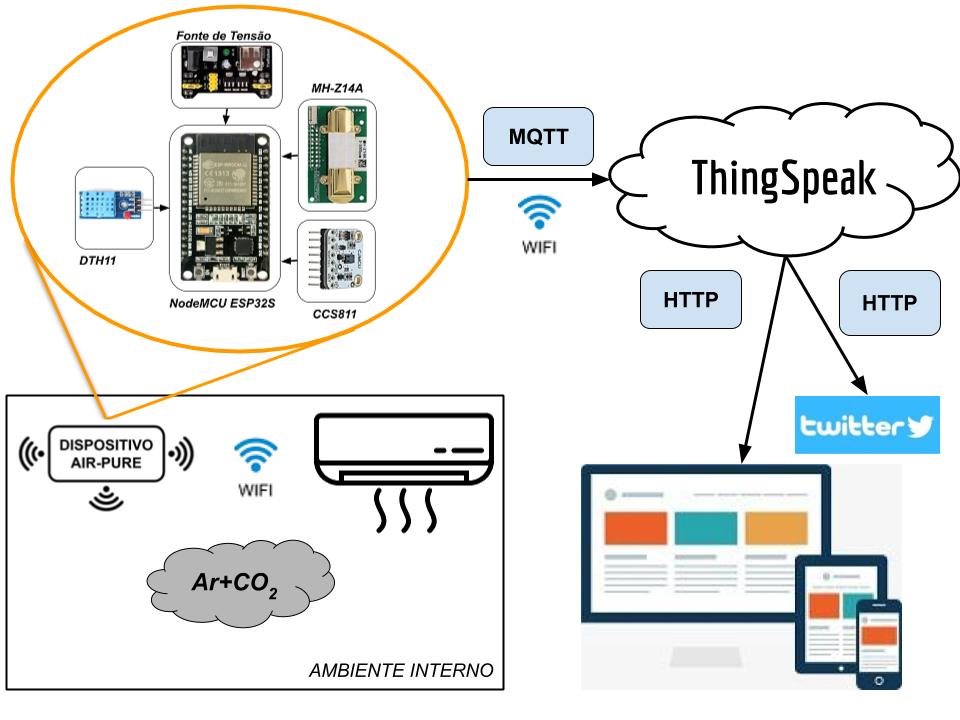 Fonte de Tensão
MH-Z14A
DTH11
NodeMCU ESP32S
CCS811
MQTT
WIFI
ThingSpeak
HTTP
HTTP
twitter
DISPOSITIVO
AIR-PURE
WIFI
Ar+CO2
AMBIENTE INTERNO